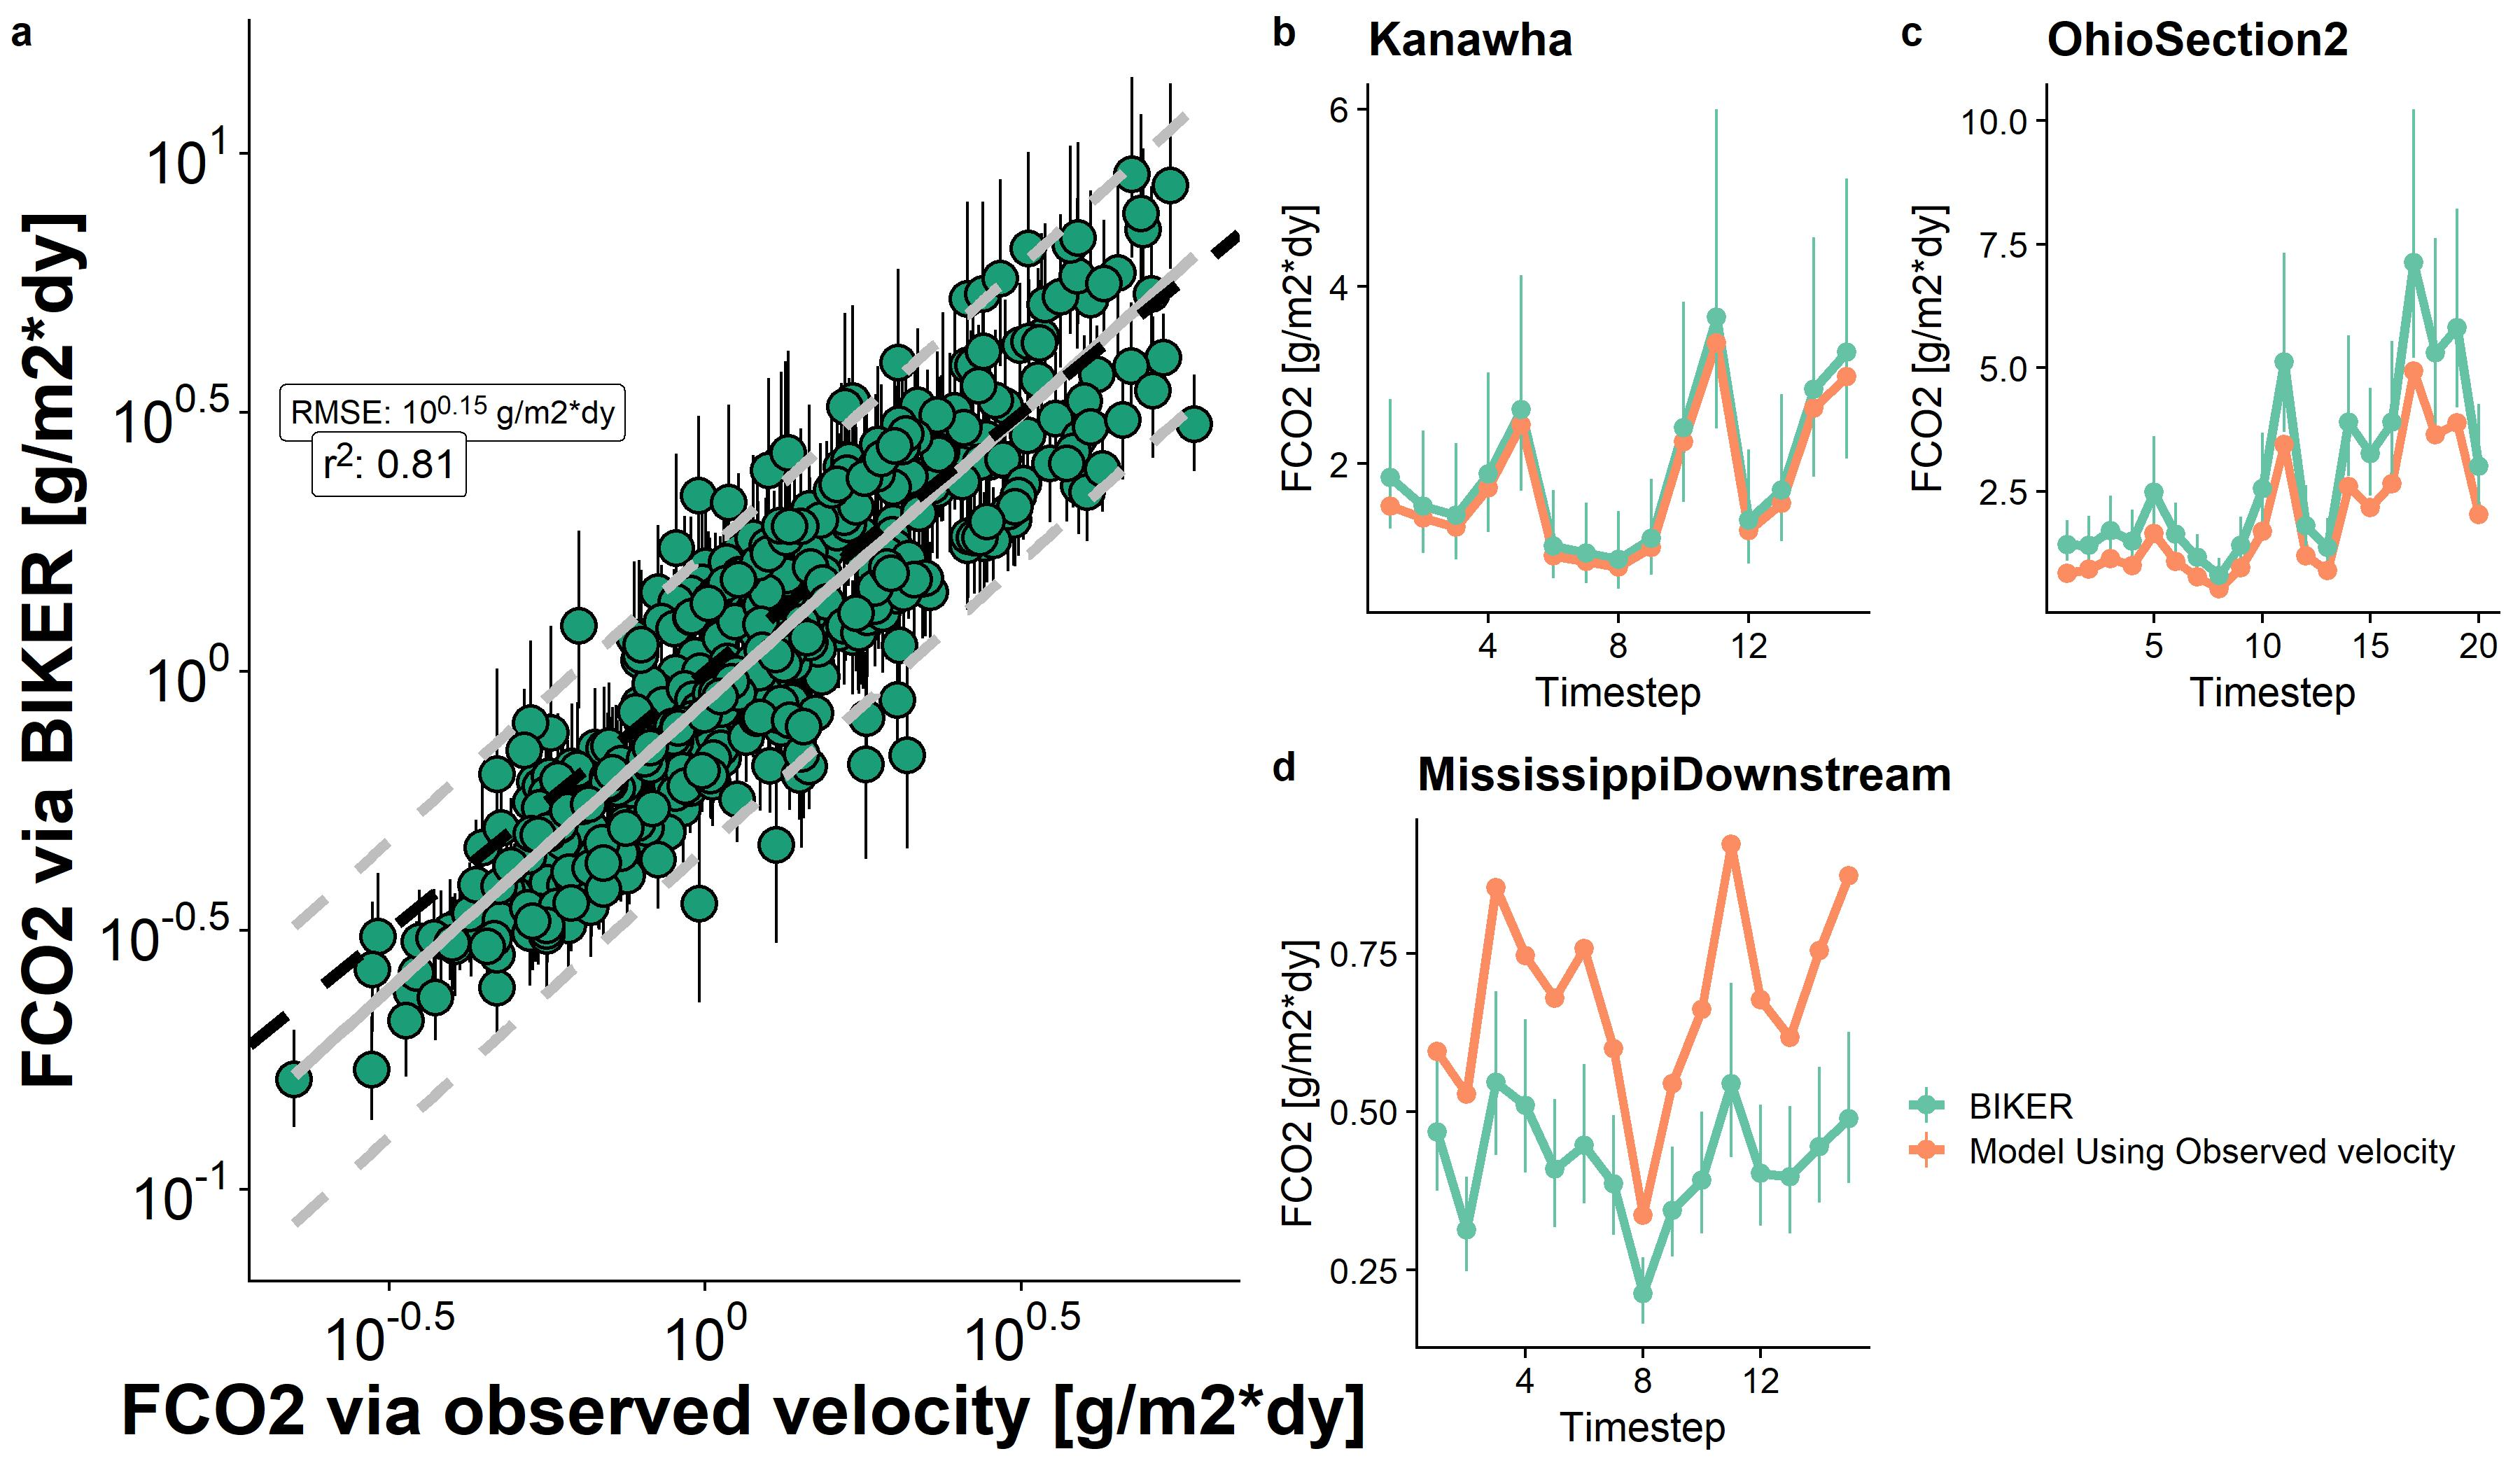 a
FCO2 via BIKER [g/m2*dy]
10^1
10^0.5
10^0
10^-0.5
10^-1
RMSE: 10^0.15 g/m2*dy
r^2: 0.81
10^-0.5
10^0
10^0.5
FCO2 via observed velocity [g/m2*dy]
b
Kanawha
FCO2 [g/m2*dy]
6
4
2
4
8
12
Timestep
c
OhioSection2
FCO2 [g/m2*dy]
10.0
7.5
5.0
2.5
5
10
15
20
Timestep
d
MississippiDownstream
FCO2 [g/m2*dy]
0.75
0.50
0.25
4
8
12
Timestep
BIKER
Model Using Observed velocity